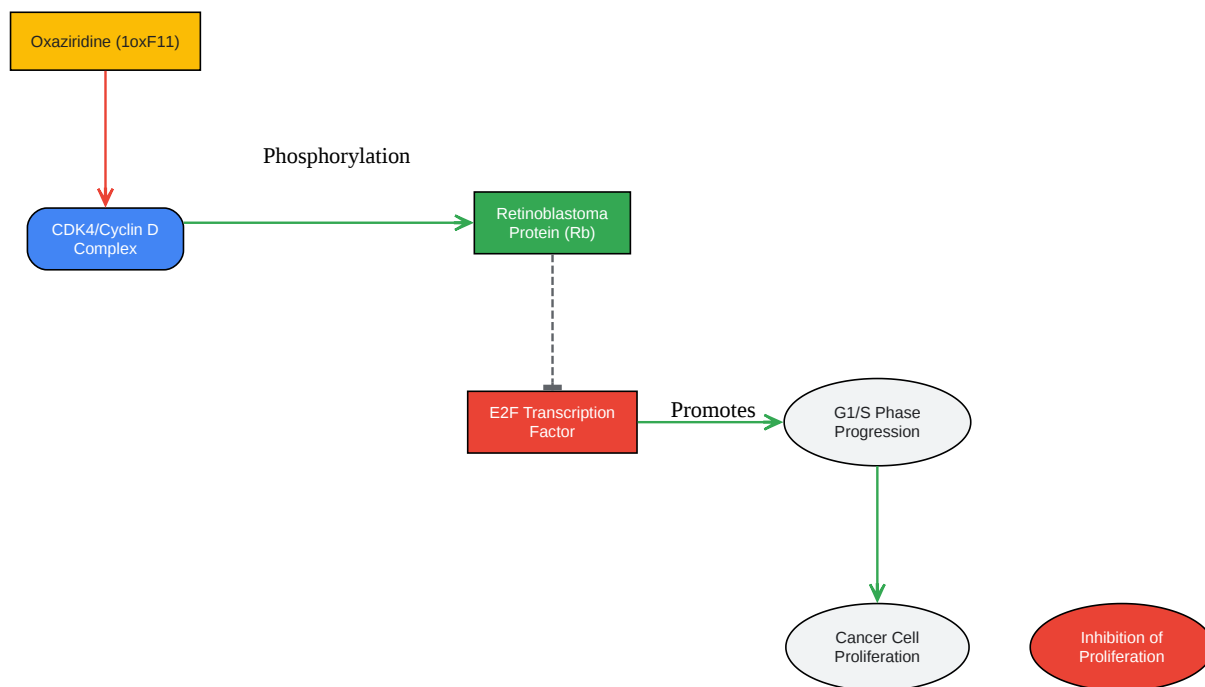 Oxaziridine (1oxF11)
Phosphorylation
CDK4/Cyclin D
Complex
Retinoblastoma
Protein (Rb)
E2F Transcription
Factor
Promotes
G1/S Phase
Progression
Cancer Cell
Proliferation
Inhibition of
Proliferation